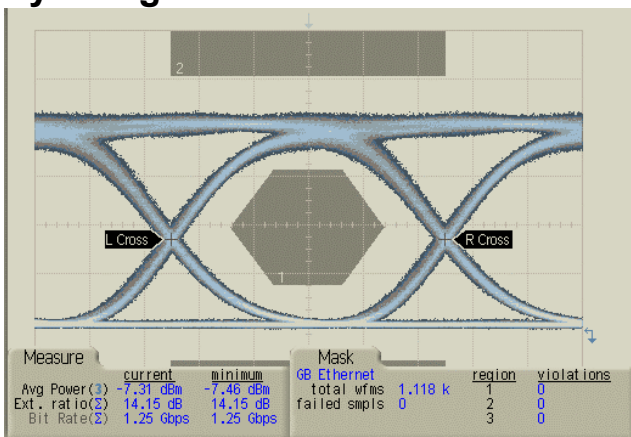 2
L Cross
R Cross
1
Measure
current minimum
Avg Power(3) -7.31 dBm -7.46 dBm
Ext. ratio(Σ) 14.15 dB 14.15 dB
Bit Rate(Σ) 1.25 Gbps 1.25 Gbps
Mask
GB Ethernet region violations
total wfms 1.118 k 1 0
failed smpls 0 2 0
3 0